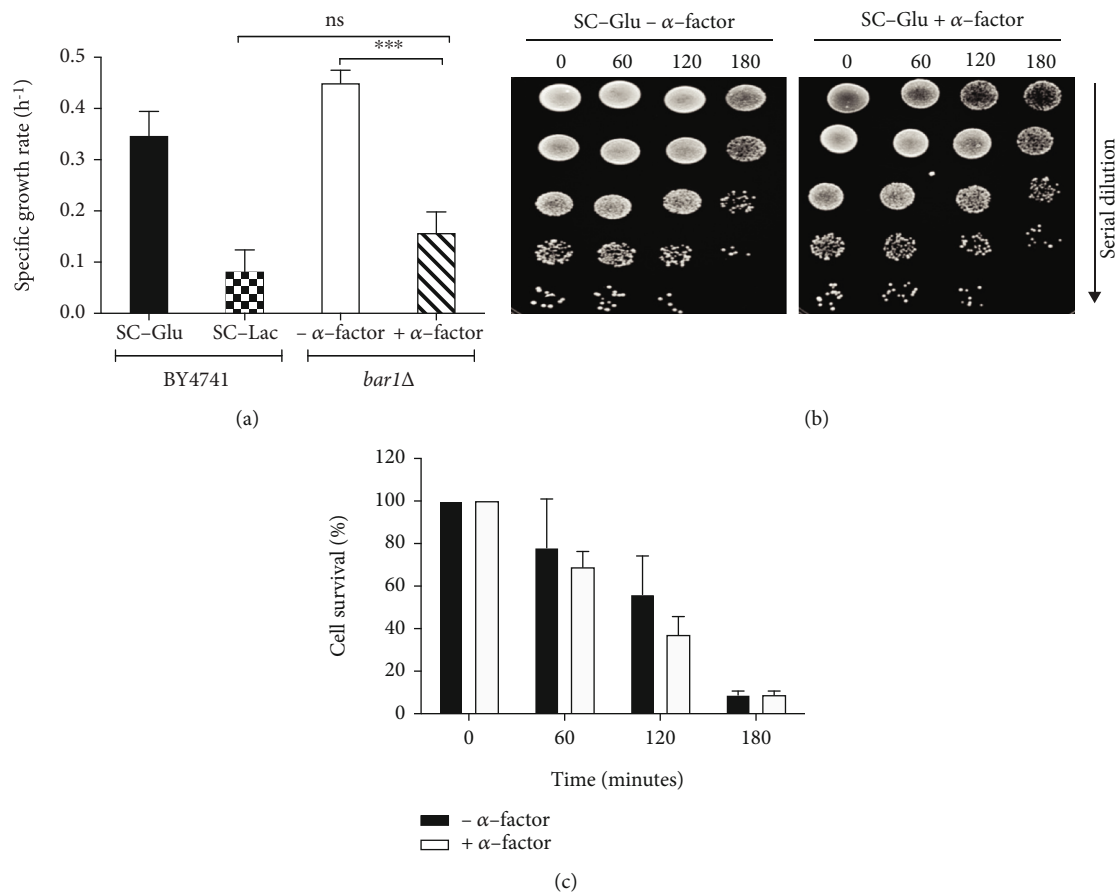 ns
***
Specific growth rate (h-1)
0.5
0.4
0.3
0.2
0.1
0.0
SC–Glu
SC–Lac
– α–factor
+ α–factor
BY4741
bar1Δ
(a)
SC–Glu – α–factor
0 60 120 180
SC–Glu + α–factor
0 60 120 180
Serial dilution
(b)
Cell survival (%)
120
100
80
60
40
20
0
0 60 120 180
Time (minutes)
– α–factor
+ α–factor
(c)